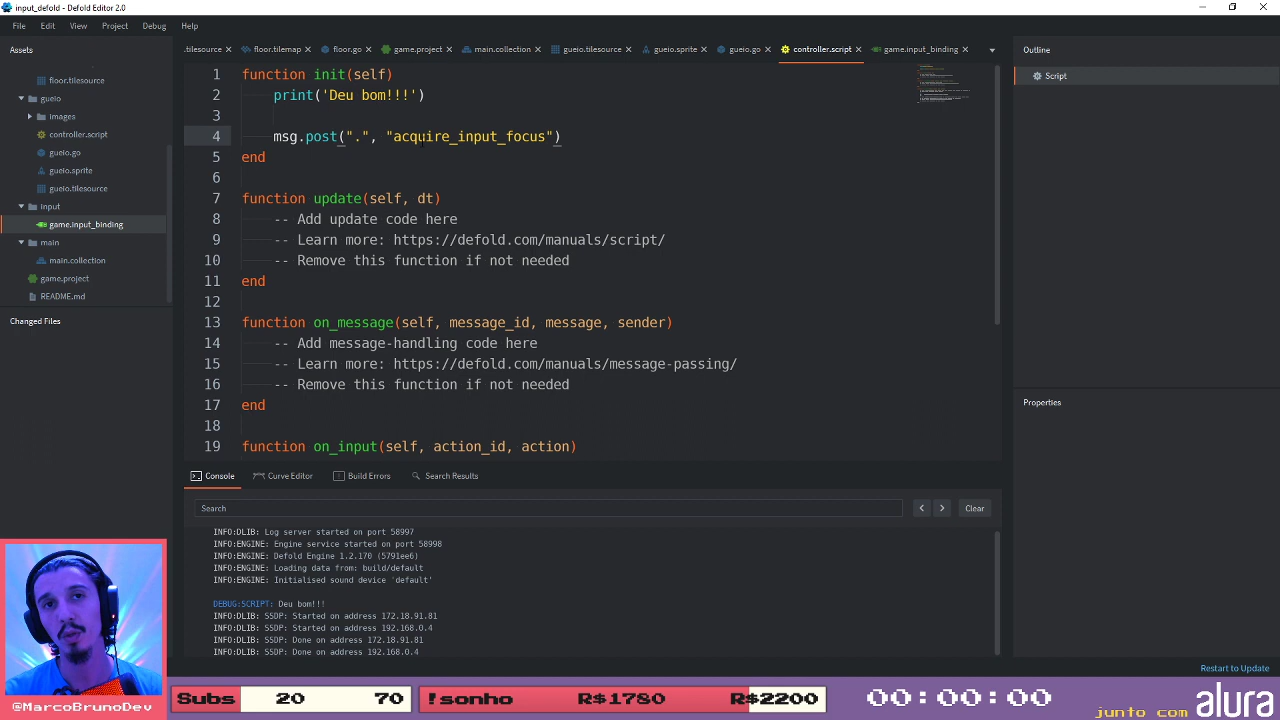 input_defold - Defold Editor 2.0
File Edit View Project Debug Help
Assets
floor.tilesource
gueio
images
controller.script
gueio.go
gueio.sprite
gueio.tilesource
input
game.input_binding
main
main.collection
game.project
README.md
Changed Files
.tilesource floor.tilemap floor.go game.project main.collection gueio.tilesource gueio.sprite gueio.go controller.script game.input_binding
1 function init(self)
2 print('Deu bom!!!')
3
4 msg.post(".", "acquire_input_focus")
5 end
6
7 function update(self, dt)
8 -- Add update code here
9 -- Learn more: https://defold.com/manuals/script/
10 -- Remove this function if not needed
11 end
12
13 function on_message(self, message_id, message, sender)
14 -- Add message-handling code here
15 -- Learn more: https://defold.com/manuals/message-passing/
16 -- Remove this function if not needed
17 end
18
19 function on_input(self, action_id, action)
Console Curve Editor Build Errors Search Results
Search
Clear
INFO:DLIB: Log server started on port 58997
INFO:ENGINE: Engine service started on port 58998
INFO:ENGINE: Defold Engine 1.2.170 (5791ee6)
INFO:ENGINE: Loading data from: build/default
INFO:ENGINE: Initialised sound device 'default'
DEBUG:SCRIPT: Deu bom!!!
INFO:DLIB: SSDP: Started on address 172.18.91.81
INFO:DLIB: SSDP: Started on address 192.168.0.4
INFO:DLIB: SSDP: Done on address 172.18.91.81
INFO:DLIB: SSDP: Done on address 192.168.0.4
Outline
Script
Properties
Restart to Update
@MarcoBrunoDev
Subs 20 70
!sonho R$1780 R$2200
00:00:00
junto com alura